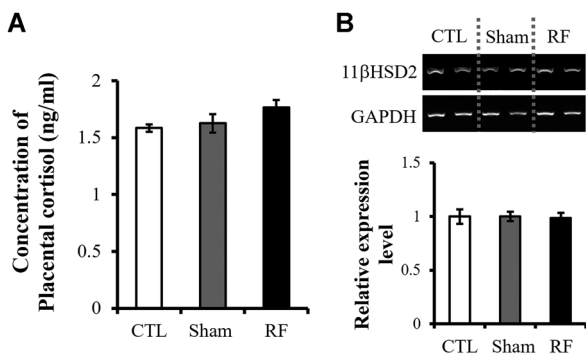 A
Concentration of
Placental cortisol (ng/ml)
2
1.5
1
0.5
0
CTL Sham RF
B
CTL Sham RF
11βHSD2
GAPDH
Relative expression
level
1.5
1
0.5
0
CTL Sham RF